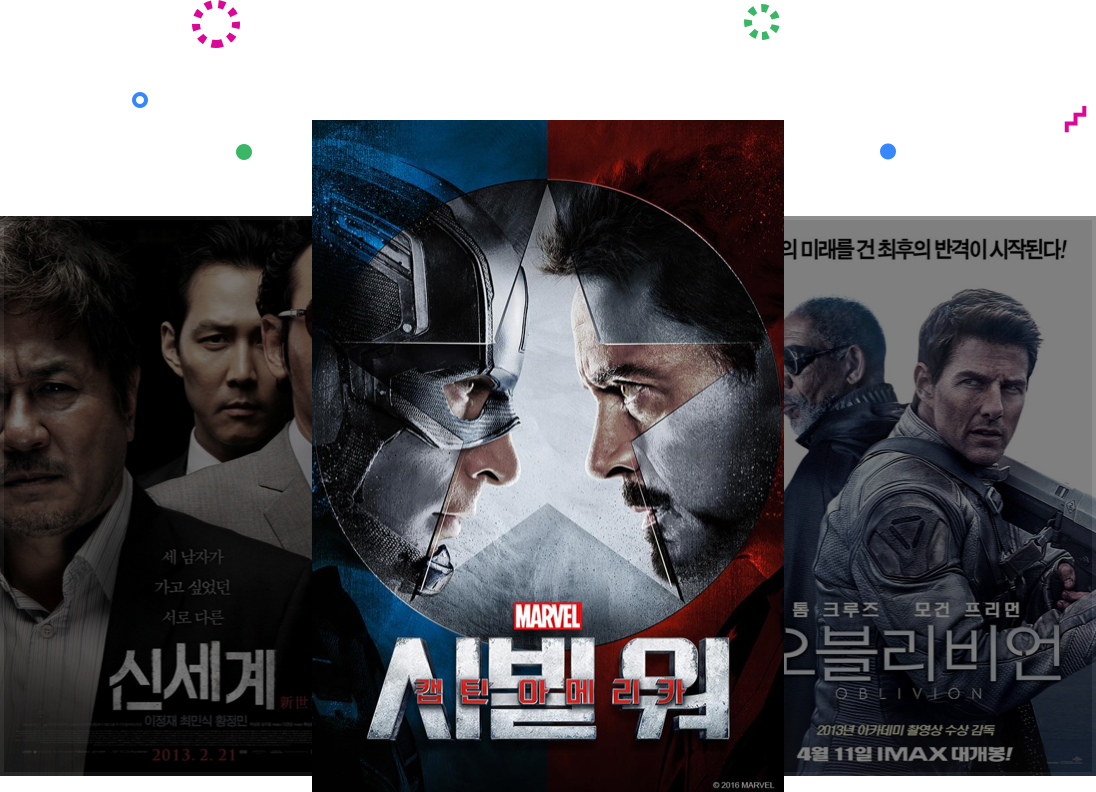 세 남자가
가고 싶었던
서로 다른
신세계
新世
이정재 최민식 황정민
2013. 2. 21
MARVEL
시빌 워
캡틴 아메리카
© 2016 MARVEL
의 미래를 건 최후의 반격이 시작된다!
톰 크루즈 모건 프리먼
오블리비언
OBLIVION
2013년 아카데미 촬영상 수상 감독
4월 11일 IMAX 대개봉!